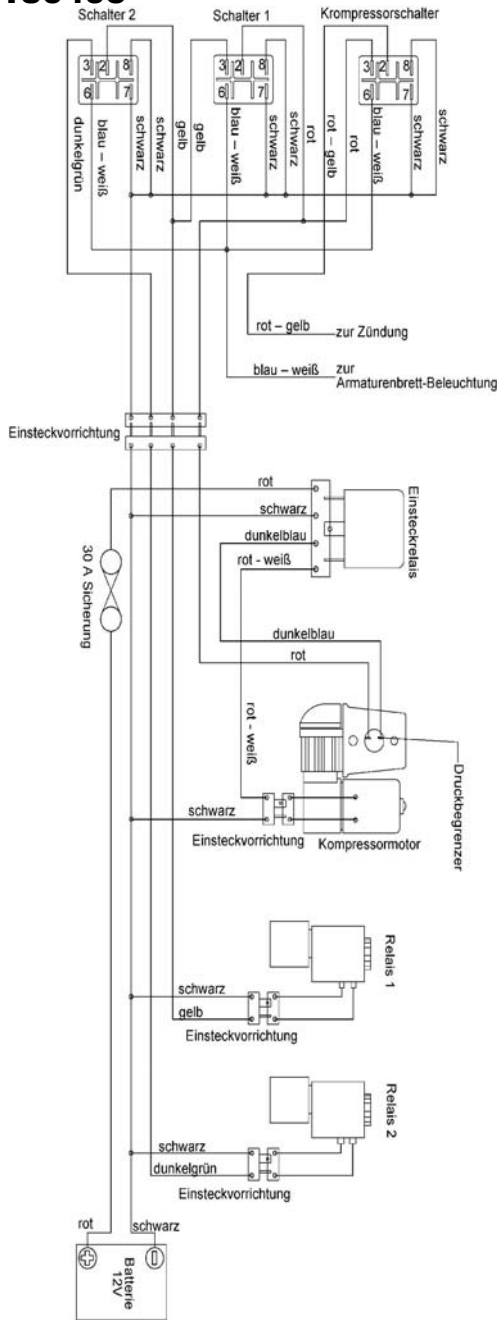 Schalter 2
Schalter 1
Krompressorschalter
3 2 8
6 7
3 2 8
6 7
3 2 8
6 7
dunkelgrün
blau – weiß
schwarz
schwarz
gelb
gelb
blau – weiß
schwarz
schwarz
rot
rot – gelb
rot
blau – weiß
schwarz
schwarz
rot – gelb
zur Zündung
blau – weiß
zur
Armaturenbrett-Beleuchtung
Einsteckvorrichtung
rot
schwarz
dunkelblau
rot - weiß
Einsteckrelais
30 A Sicherung
dunkelblau
rot
rot - weiß
schwarz
Einsteckvorrichtung
Kompressormotor
Druckbegrenzer
Relais 1
schwarz
gelb
Einsteckvorrichtung
Relais 2
schwarz
dunkelgrün
Einsteckvorrichtung
rot
schwarz
Batterie
12V